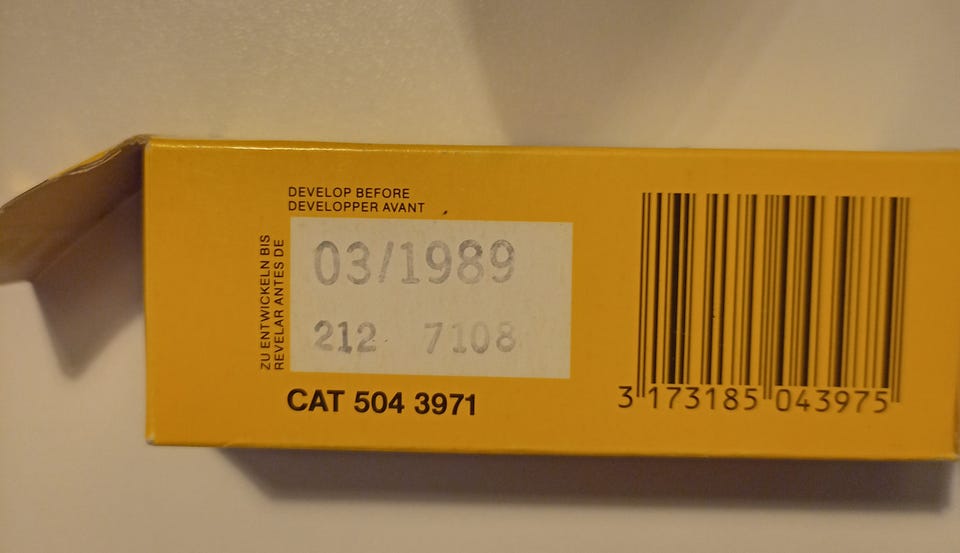 DEVELOP BEFORE
DEVELOPPER AVANT
ZU ENTWICKELN BIS
REVELAR ANTES DE
03/1989
212 7108
CAT 504 3971
3 173185 043975